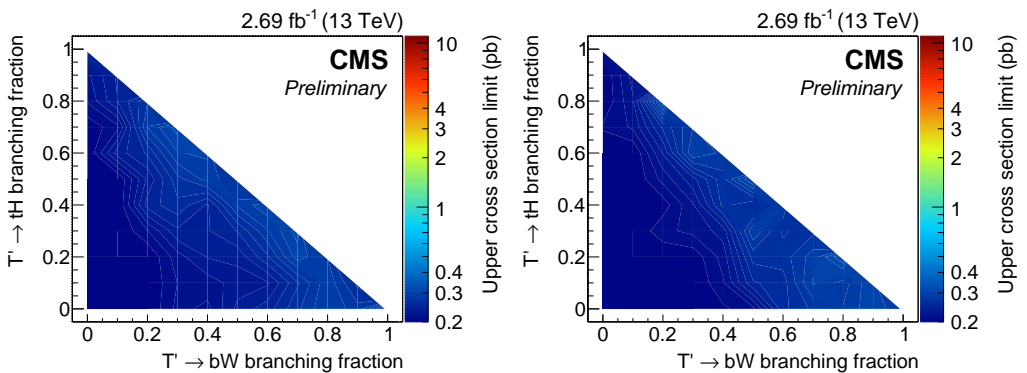 2.69 fb⁻¹ (13 TeV)
CMS
Preliminary
T' → tH branching fraction
1
0.8
0.6
0.4
0.2
0
0 0.2 0.4 0.6 0.8 1
T' → bW branching fraction
10
4
3
2
1
0.4
0.3
0.2
Upper cross section limit (pb)
2.69 fb⁻¹ (13 TeV)
CMS
Preliminary
T' → tH branching fraction
1
0.8
0.6
0.4
0.2
0
0 0.2 0.4 0.6 0.8 1
T' → bW branching fraction
10
4
3
2
1
0.4
0.3
0.2
Upper cross section limit (pb)